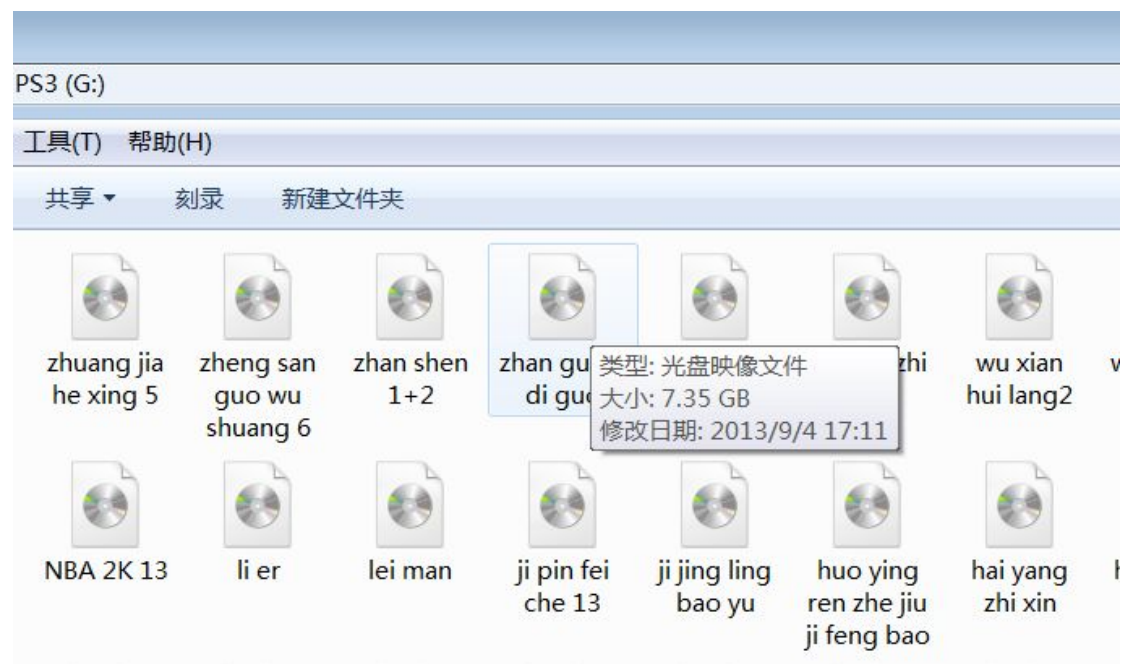 PS3 (G:)
工具(T) 帮助(H)
共享 刻录 新建文件夹
zhuang jia he xing 5
zheng san guo wu shuang 6
zhan shen 1+2
zhan gu
di gu
类型: 光盘映像文件
大小: 7.35 GB
修改日期: 2013/9/4 17:11
zhi
wu xian hui lang2
NBA 2K 13
li er
lei man
ji pin fei che 13
ji jing ling bao yu
huo ying ren zhe jiu ji feng bao
hai yang zhi xin